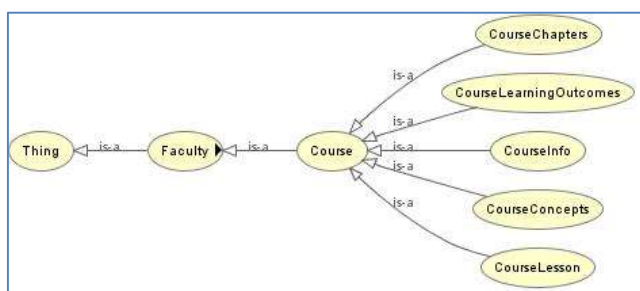 CourseChapters
is-a
CourseLearningOutcomes
is-a
Thing
is-a
Faculty
is-a
Course
is-a
CourseInfo
is-a
CourseConcepts
is-a
CourseLesson